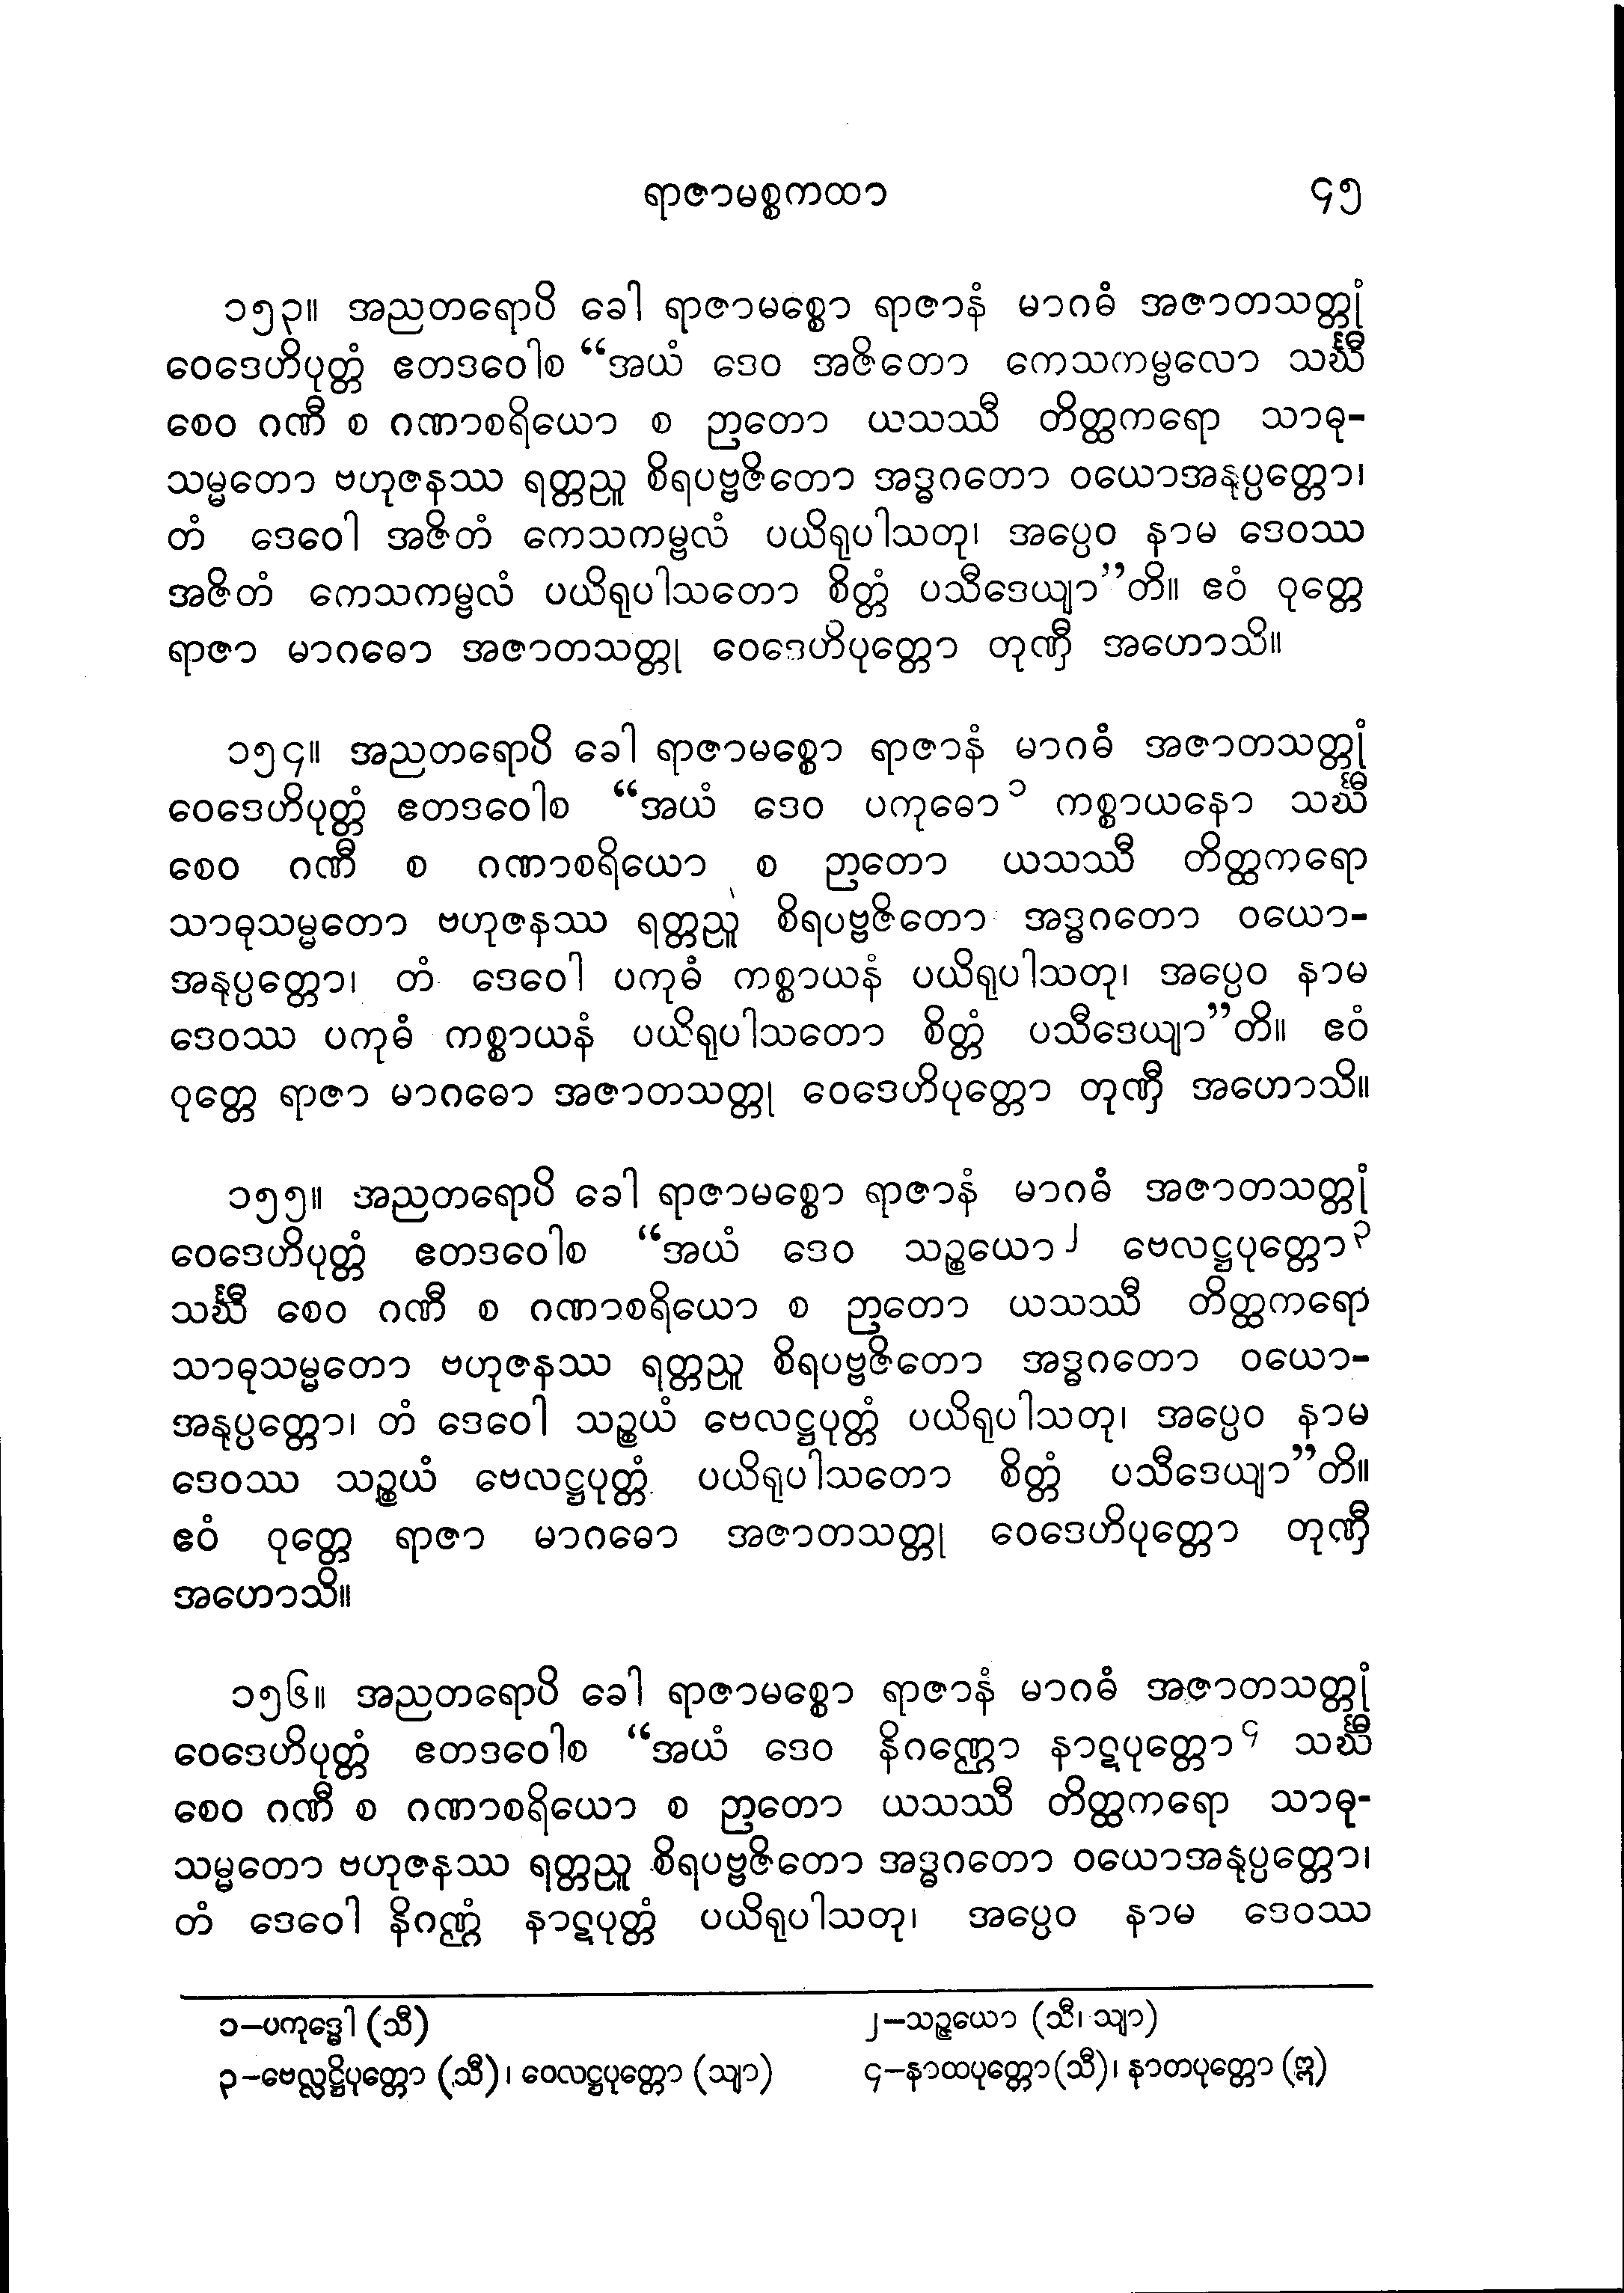 ရာဇာမစ္စကထာ ၄၅
၁၅၃။ အညတရောပိ ခေါ ရာဇာမစ္စော ရာဇာနံ မာဂဓံ အဇာတသတ္တုံ
ဝေဒေဟိပုတ္တံ ဧတဒဝေါစ “အယံ ဒေဝ အဇိတော ကေသကမ္ဗလော သင်္ဃီ
စေဝ ဂဏီ စ ဂဏာစရိယော စ ဉာတော ယသဿီ တိတ္ထကရော သာဓု-
သမ္မတော ဗဟုဇနဿ ရတ္တညူ စိရပဗ္ဗဇိတော အဒ္ဓဂတော ဝယောအနုပ္ပတ္တော၊
တံ ဒေဝေါ အဇိတံ ကေသကမ္ဗလံ ပယိရုပါသတု၊ အပ္ပေဝ နာမ ဒေဝဿ
အဇိတံ ကေသကမ္ဗလံ ပယိရုပါသတော စိတ္တံ ပသီဒေယျာ”တိ။ ဧဝံ ဝုတ္တေ
ရာဇာ မာဂဓော အဇာတသတ္တု ဝေဒေဟိပုတ္တော တုဏှီ အဟောသိ။
၁၅၄။ အညတရောပိ ခေါ ရာဇာမစ္စော ရာဇာနံ မာဂဓံ အဇာတသတ္တုံ
ဝေဒေဟိပုတ္တံ ဧတဒဝေါစ “အယံ ဒေဝ ပကုဓော၁ ကစ္စာယနော သင်္ဃီ
စေဝ ဂဏီ စ ဂဏာစရိယော စ ဉာတော ယသဿီ တိတ္ထကရော
သာဓုသမ္မတော ဗဟုဇနဿ ရတ္တညူ စိရပဗ္ဗဇိတော အဒ္ဓဂတော ဝယော-
အနုပ္ပတ္တော၊ တံ ဒေဝေါ ပကုဓံ ကစ္စာယနံ ပယိရုပါသတု၊ အပ္ပေဝ နာမ
ဒေဝဿ ပကုဓံ ကစ္စာယနံ ပယိရုပါသတော စိတ္တံ ပသီဒေယျာ”တိ။ ဧဝံ
ဝုတ္တေ ရာဇာ မာဂဓော အဇာတသတ္တု ဝေဒေဟိပုတ္တော တုဏှီ အဟောသိ။
၁၅၅။ အညတရောပိ ခေါ ရာဇာမစ္စော ရာဇာနံ မာဂဓံ အဇာတသတ္တုံ
ဝေဒေဟိပုတ္တံ ဧတဒဝေါစ “အယံ ဒေဝ သဉ္စယော၂ ဗေလဋ္ဌပုတ္တော၃
သင်္ဃီ စေဝ ဂဏီ စ ဂဏာစရိယော စ ဉာတော ယသဿီ တိတ္ထကရော
သာဓုသမ္မတော ဗဟုဇနဿ ရတ္တညူ စိရပဗ္ဗဇိတော အဒ္ဓဂတော ဝယော-
အနုပ္ပတ္တော၊ တံ ဒေဝေါ သဉ္စယံ ဗေလဋ္ဌပုတ္တံ ပယိရုပါသတု၊ အပ္ပေဝ နာမ
ဒေဝဿ သဉ္စယံ ဗေလဋ္ဌပုတ္တံ ပယိရုပါသတော စိတ္တံ ပသီဒေယျာ”တိ။
ဧဝံ ဝုတ္တေ ရာဇာ မာဂဓော အဇာတသတ္တု ဝေဒေဟိပုတ္တော တုဏှီ
အဟောသိ။
၁၅၆။ အညတရောပိ ခေါ ရာဇာမစ္စော ရာဇာနံ မာဂဓံ အဇာတသတ္တုံ
ဝေဒေဟိပုတ္တံ ဧတဒဝေါစ “အယံ ဒေဝ နိဂဏ္ဌော နာဋပုတ္တော၄ သင်္ဃီ
စေဝ ဂဏီ စ ဂဏာစရိယော စ ဉာတော ယသဿီ တိတ္ထကရော သာဓု-
သမ္မတော ဗဟုဇနဿ ရတ္တညူ စိရပဗ္ဗဇိတော အဒ္ဓဂတော ဝယောအနုပ္ပတ္တော၊
တံ ဒေဝေါ နိဂဏ္ဌံ နာဋပုတ္တံ ပယိရုပါသတု၊ အပ္ပေဝ နာမ ဒေဝဿ
၁–ပကုဒ္ဓေါ (သီ) ၂–သဉ္ဇယော (သီ၊ သျာ)
၃–ဗေလ္လဋ္ဌိပုတ္တော (သီ)၊ ဝေလဋ္ဌပုတ္တော (သျာ) ၄–နာထပုတ္တော(သီ)၊ နာတပုတ္တော (ဣ)